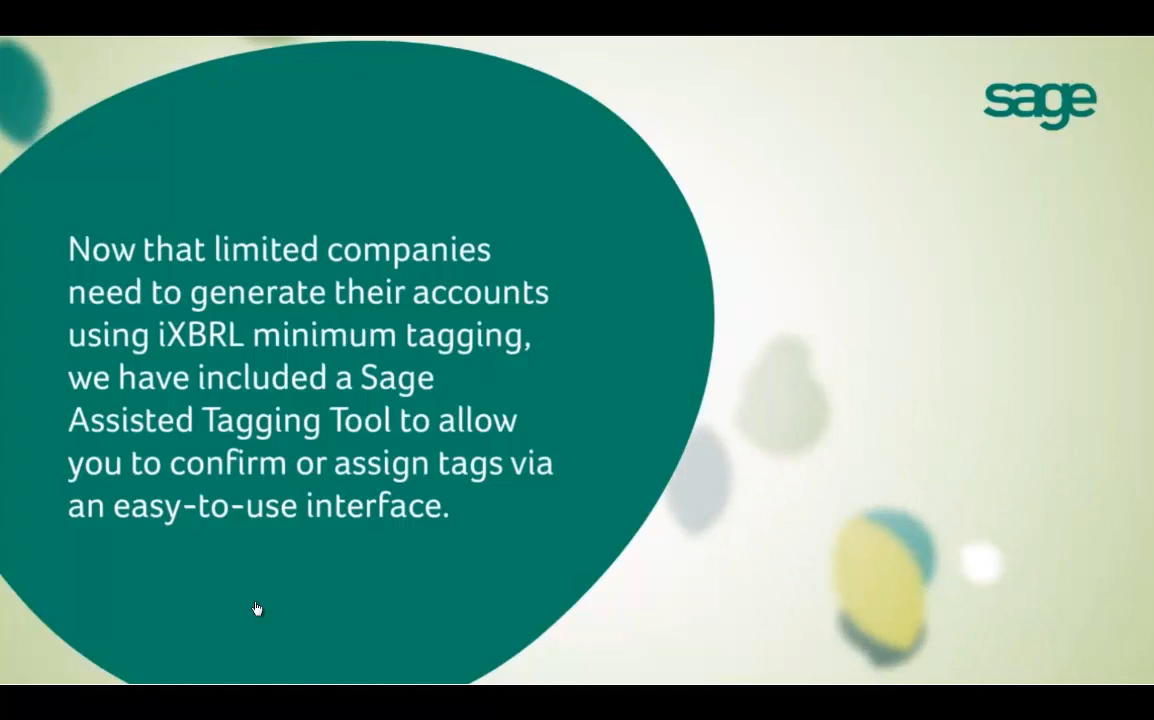 sage
Now that limited companies
need to generate their accounts
using iXBRL minimum tagging,
we have included a Sage
Assisted Tagging Tool to allow
you to confirm or assign tags via
an easy-to-use interface.